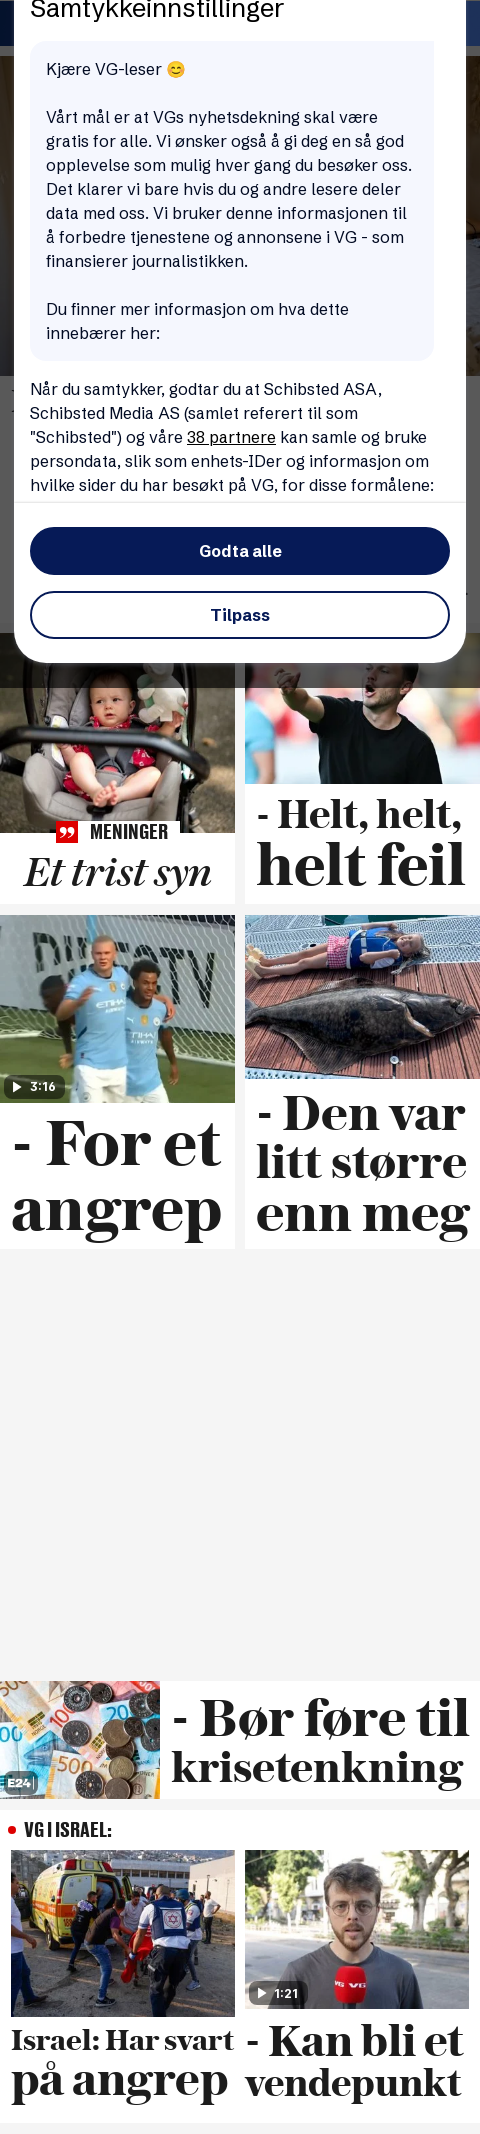 Samtykkeinnstillinger
Kjære VG-leser 😊
Vårt mål er at VGs nyhetsdekning skal være
gratis for alle. Vi ønsker også å gi deg en så god
opplevelse som mulig hver gang du besøker oss.
Det klarer vi bare hvis du og andre lesere deler
data med oss. Vi bruker denne informasjonen til
å forbedre tjenestene og annonsene i VG - som
finansierer journalistikken.
Du finner mer informasjon om hva dette
innebærer her:
Når du samtykker, godtar du at Schibsted ASA,
Schibsted Media AS (samlet referert til som
"Schibsted") og våre 38 partnere kan samle og bruke
persondata, slik som enhets-IDer og informasjon om
hvilke sider du har besøkt på VG, for disse formålene:
Godta alle
Tilpass
MENINGER
Et trist syn
- Helt, helt,
helt feil
3:16
- For et
angrep
- Den var
litt større
enn meg
E24
- Bør føre til
krisetenkning
VG I ISRAEL:
Israel: Har svart
på angrep
VG VG
1:21
- Kan bli et
vendepunkt